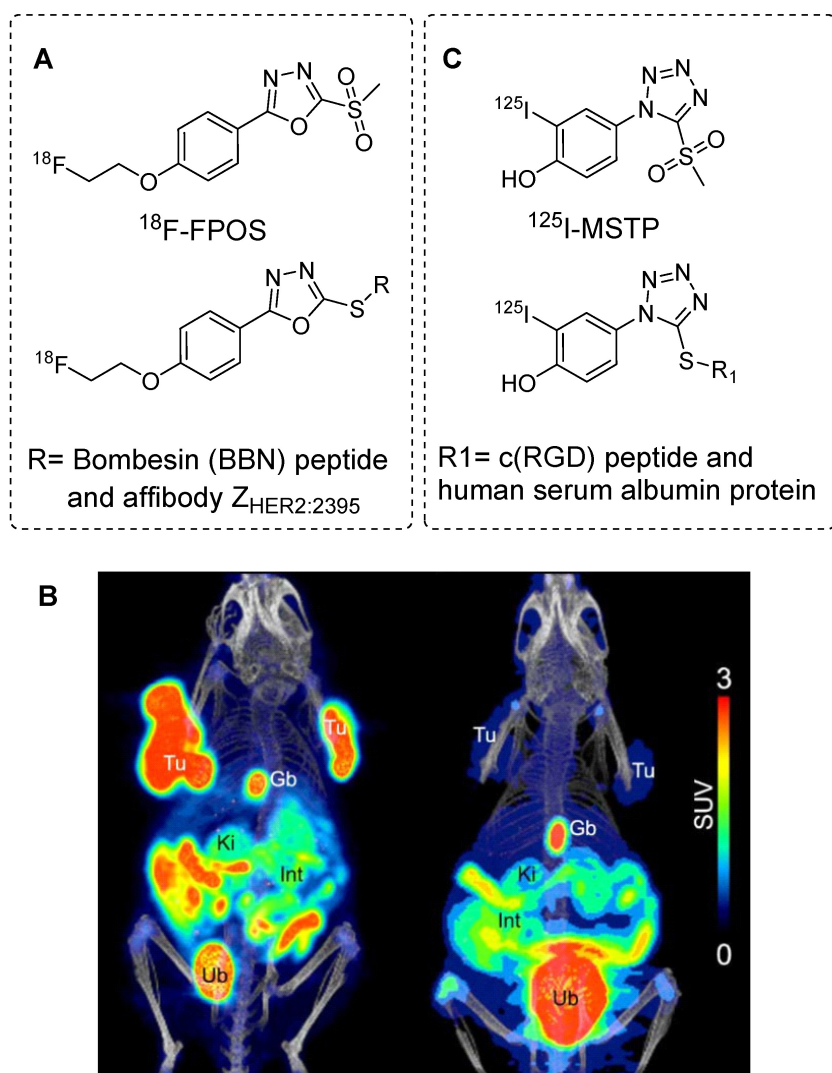 A
N N
O
S
O
O
¹⁸F
O
¹⁸F-FPOS
N N
O
S
R
¹⁸F
O
R= Bombesin (BBN) peptide
and affibody Z_HER2:2395
C
N N
N N
¹²⁵I
HO
S
O
O
¹²⁵I-MSTP
N N
N N
¹²⁵I
HO
S
R₁
R1= c(RGD) peptide and
human serum albumin protein
B
Tu
Tu
Gb
Ki
Int
Ub
Tu
Tu
Gb
Ki
Int
Ub
3
SUV
0